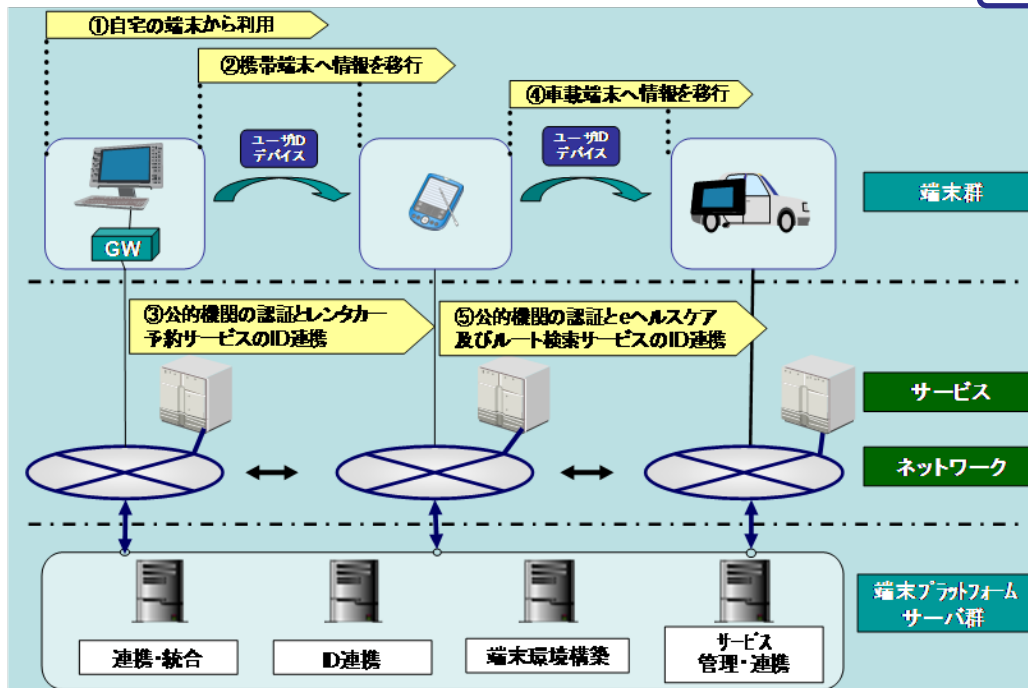 ①自宅の端末から利用
②携帯端末へ情報を移行
④車載端末へ情報を移行
ユーザID
デバイス
ユーザID
デバイス
端末群
GW
③公的機関の認証とレンタカー
予約サービスのID連携
⑤公的機関の認証とeヘルスケア
及びルート検索サービスのID連携
サービス
ネットワーク
端末プラットフォーム
サーバ群
連携・統合
ID連携
端末環境構築
サービス
管理・連携